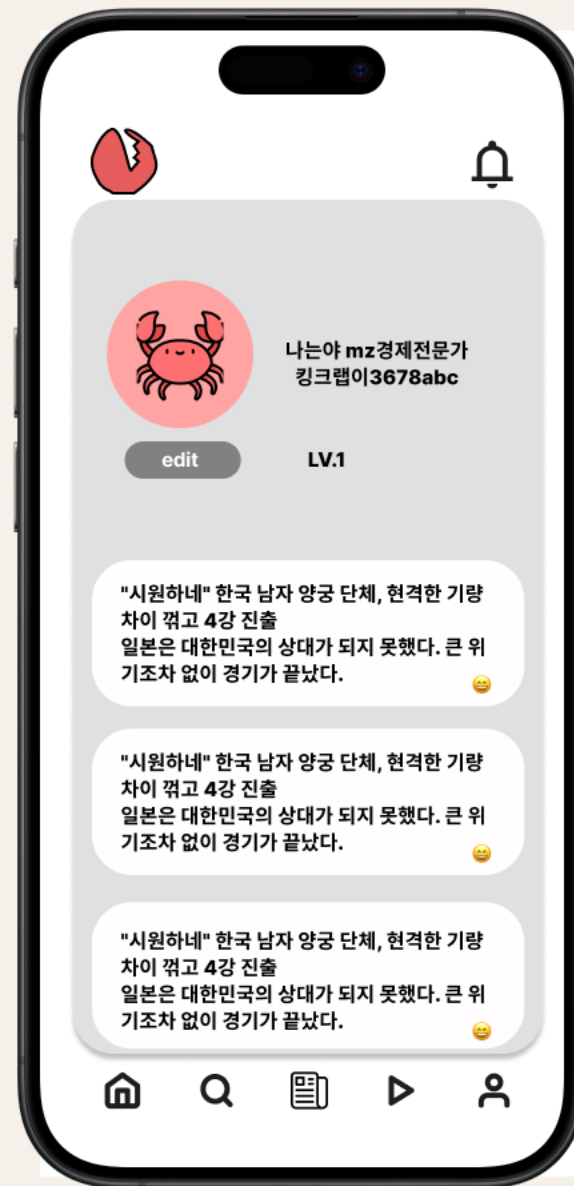 나는야 mz경제전문가
킹크랩이3678abc
edit
LV.1
"시원하네" 한국 남자 양궁 단체, 현격한 기량
차이 꺾고 4강 진출
일본은 대한민국의 상대가 되지 못했다. 큰 위
기조차 없이 경기가 끝났다.
"시원하네" 한국 남자 양궁 단체, 현격한 기량
차이 꺾고 4강 진출
일본은 대한민국의 상대가 되지 못했다. 큰 위
기조차 없이 경기가 끝났다.
"시원하네" 한국 남자 양궁 단체, 현격한 기량
차이 꺾고 4강 진출
일본은 대한민국의 상대가 되지 못했다. 큰 위
기조차 없이 경기가 끝났다.